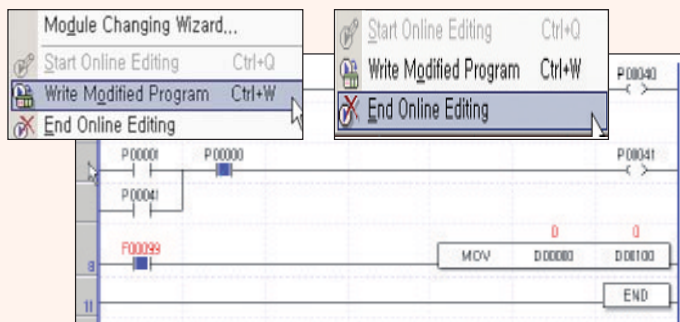 Module Changing Wizard...
Start Online Editing Ctrl+Q
Write Modified Program Ctrl+W
End Online Editing
Start Online Editing Ctrl+Q
Write Modified Program Ctrl+W
End Online Editing
P00040
P00001 P00000 P00041
P00041
F00099 0 0
8 MOV D00000 D00100
11 END